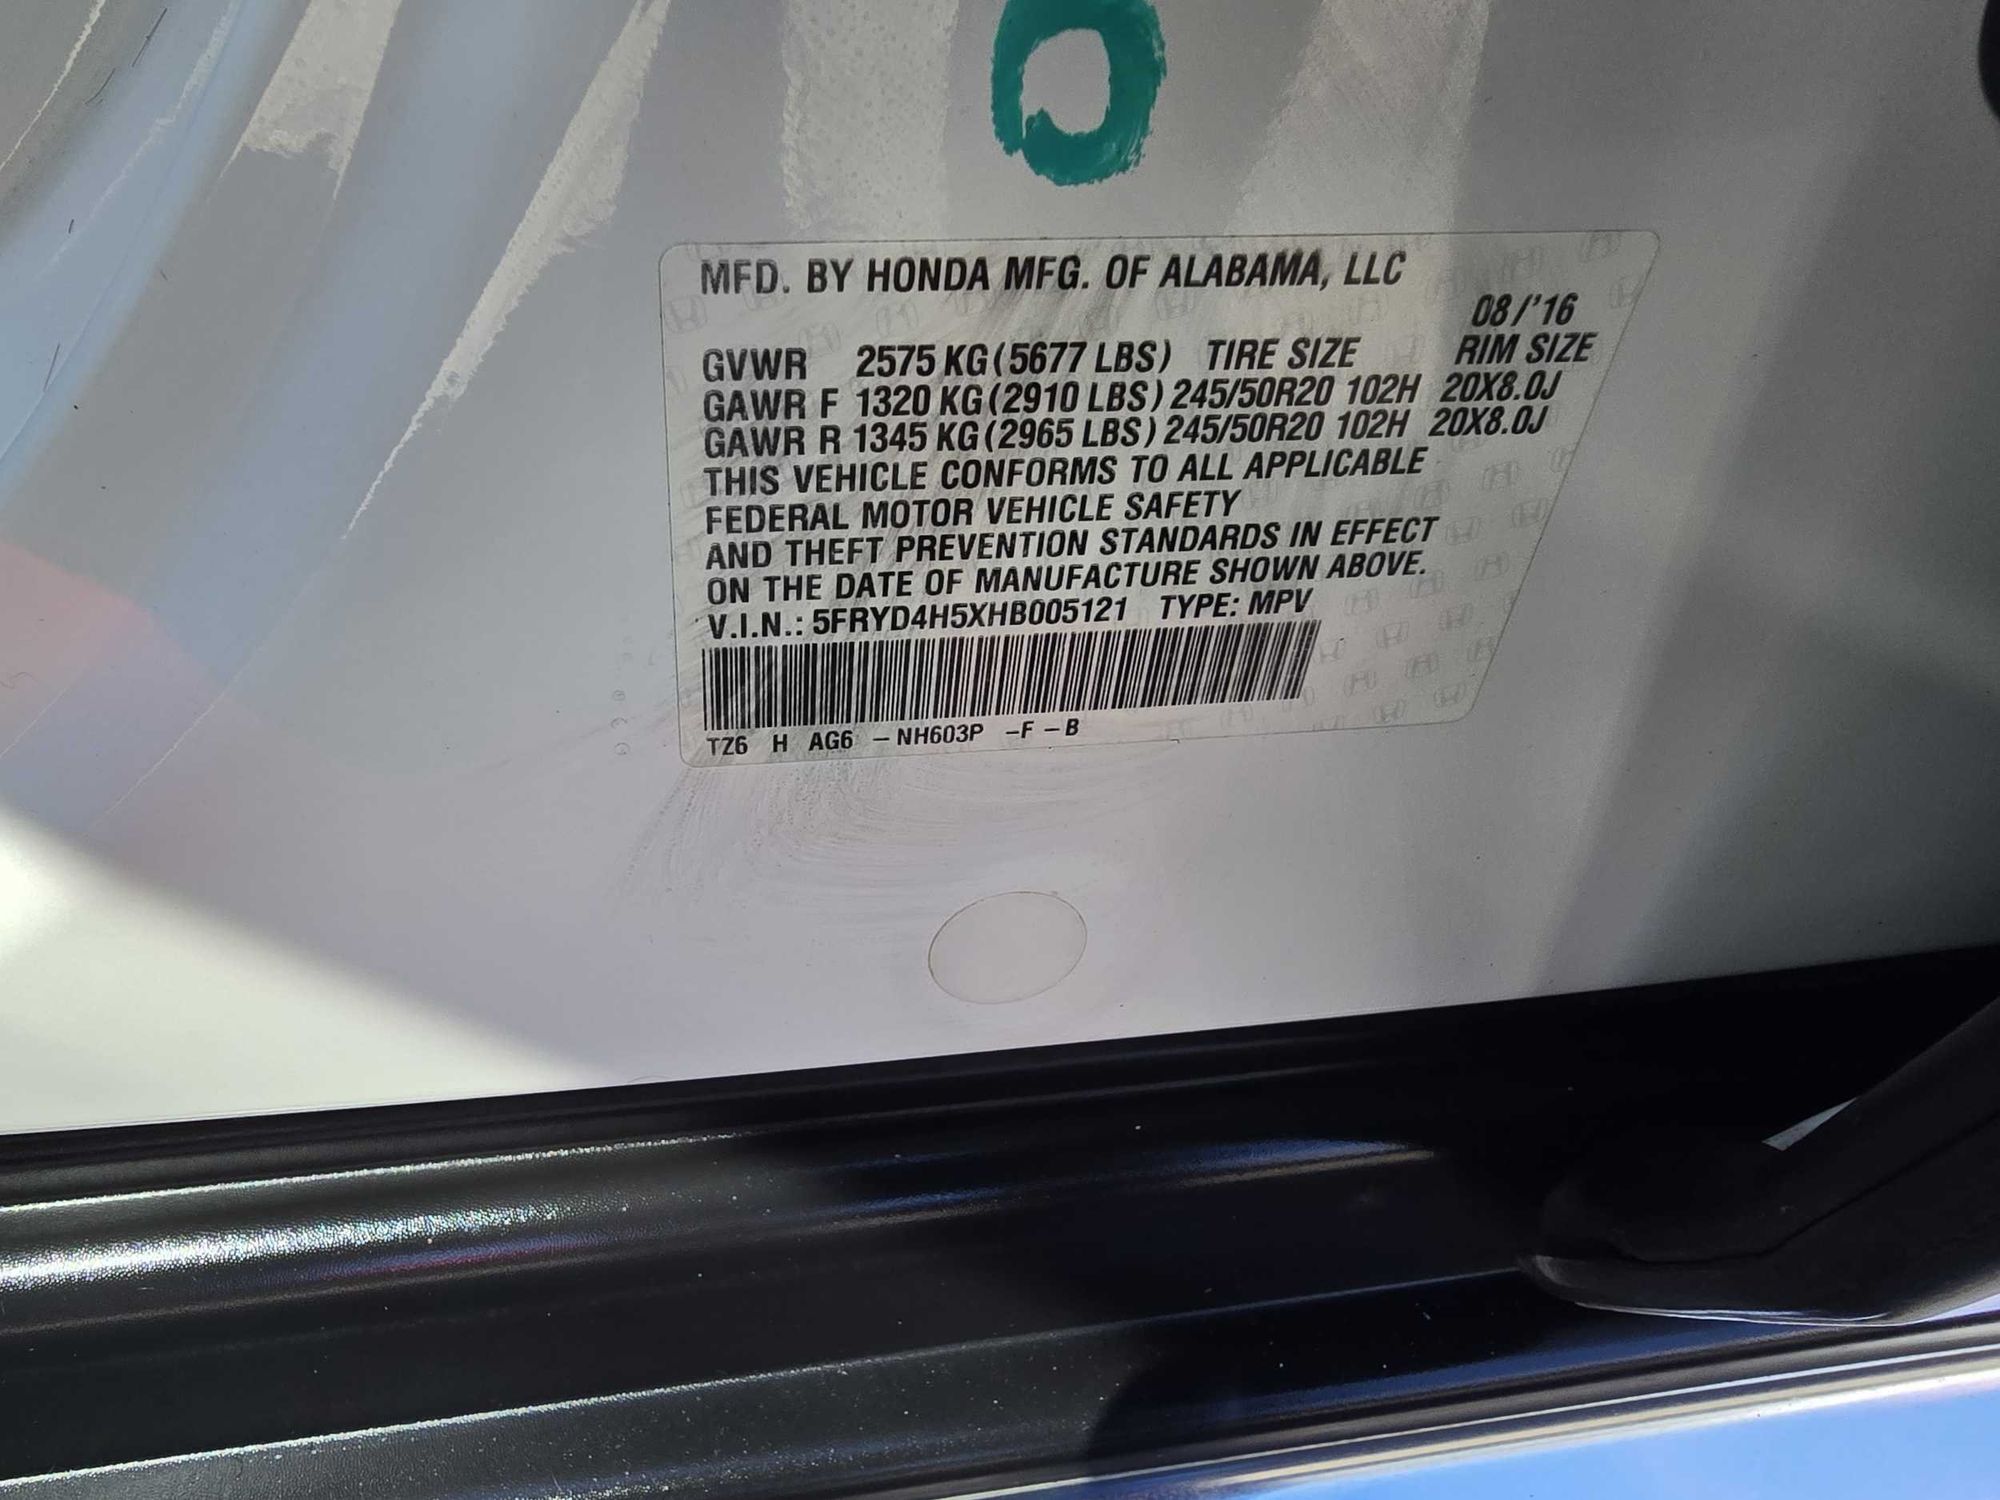 MFD. BY HONDA MFG. OF ALABAMA, LLC
08/'16
GVWR 2575 KG(5677 LBS) TIRE SIZE RIM SIZE
GAWR F 1320 KG(2910 LBS) 245/50R20 102H 20X8.0J
GAWR R 1345 KG(2965 LBS) 245/50R20 102H 20X8.0J
THIS VEHICLE CONFORMS TO ALL APPLICABLE
FEDERAL MOTOR VEHICLE SAFETY
AND THEFT PREVENTION STANDARDS IN EFFECT
ON THE DATE OF MANUFACTURE SHOWN ABOVE.
V.I.N.: 5FRYD4H5XHB005121 TYPE: MPV
TZ6 H AG6 -NH603P -F-B